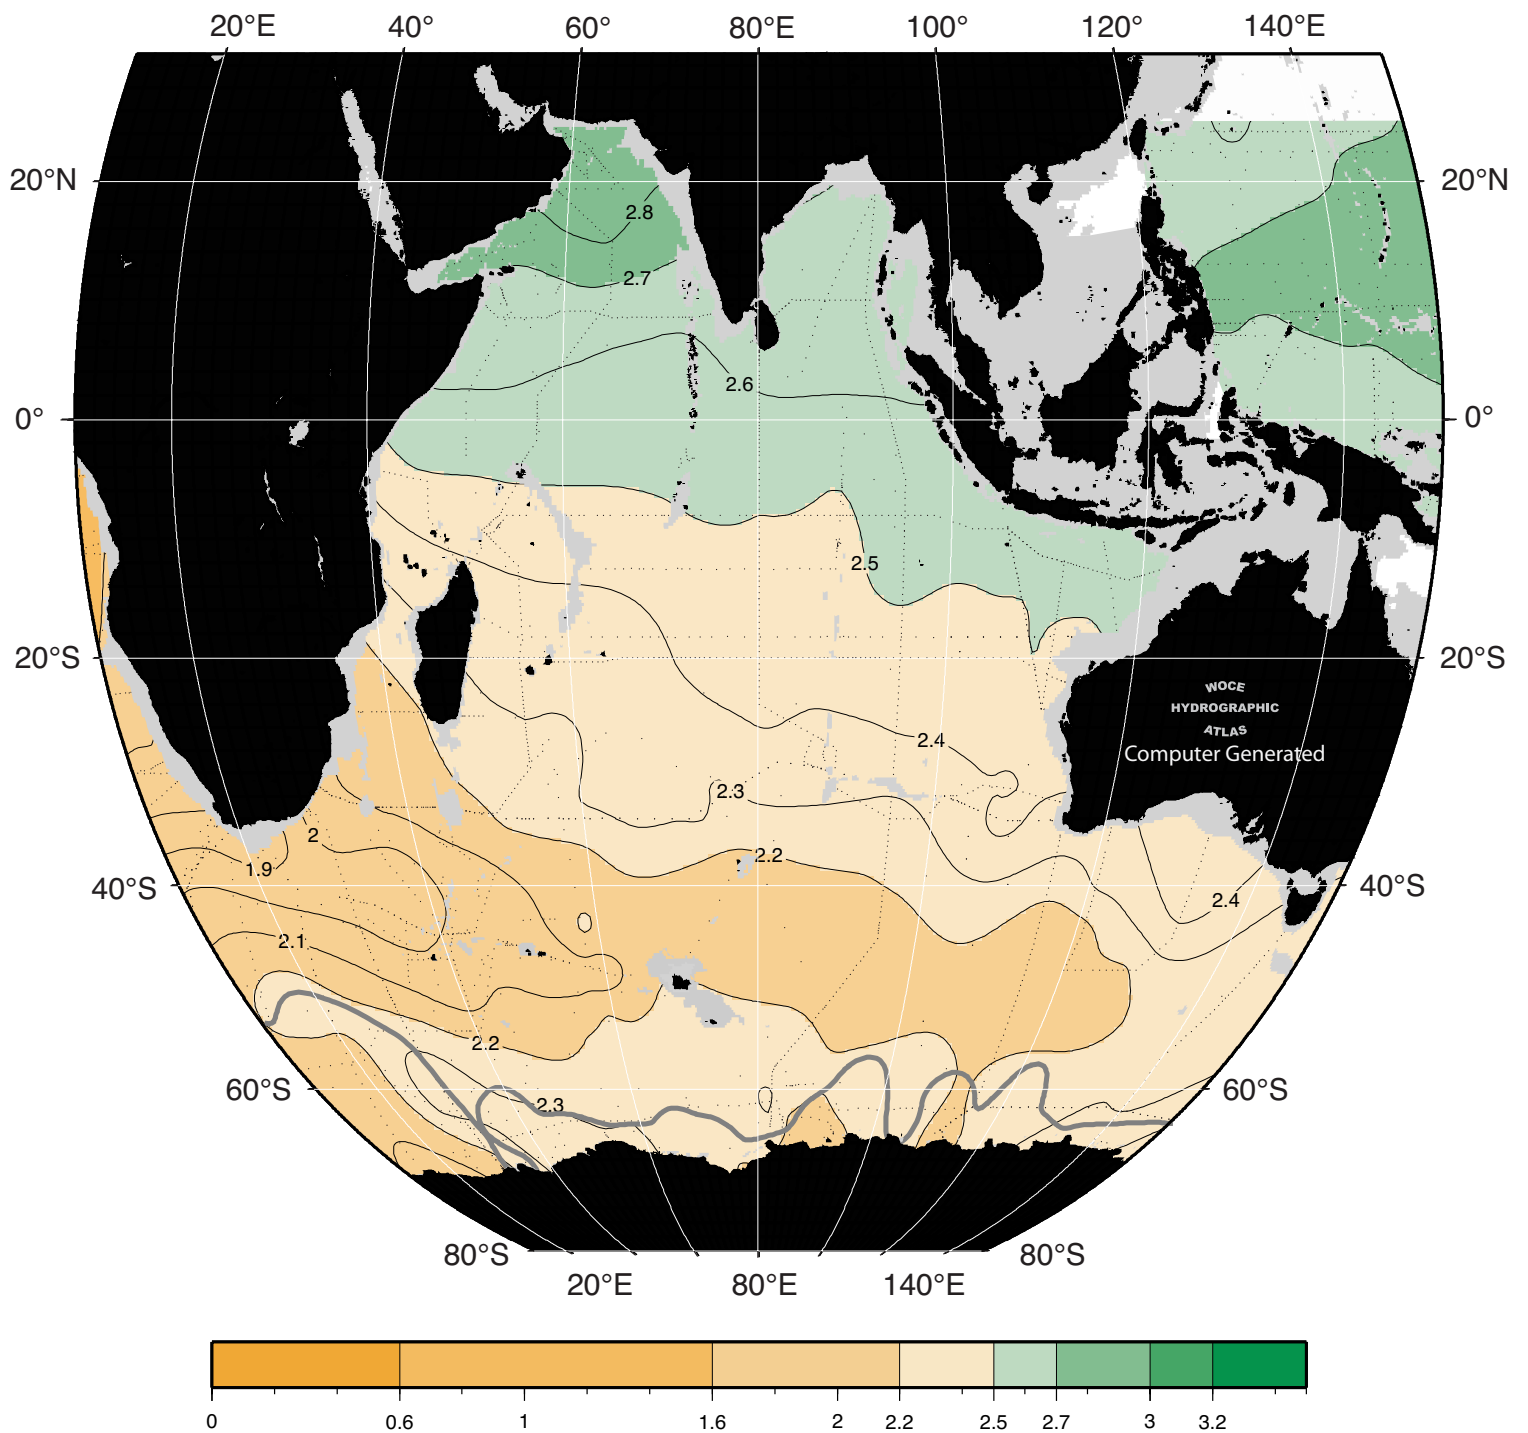 20°E 40° 60° 80°E 100° 120° 140°E
20°N 20°N
2.8
2.7
2.6
0° 0°
2.5
20°S 20°S
WOCE
HYDROGRAPHIC
ATLAS
2.4
Computer Generated
2.3
2
2.2
1.9
40°S 40°S
2.4
2.1
2.2
60°S 60°S
2.3
80°S 80°S
20°E 80°E 140°E
0 0.6 1 1.6 2 2.2 2.5 2.7 3 3.2